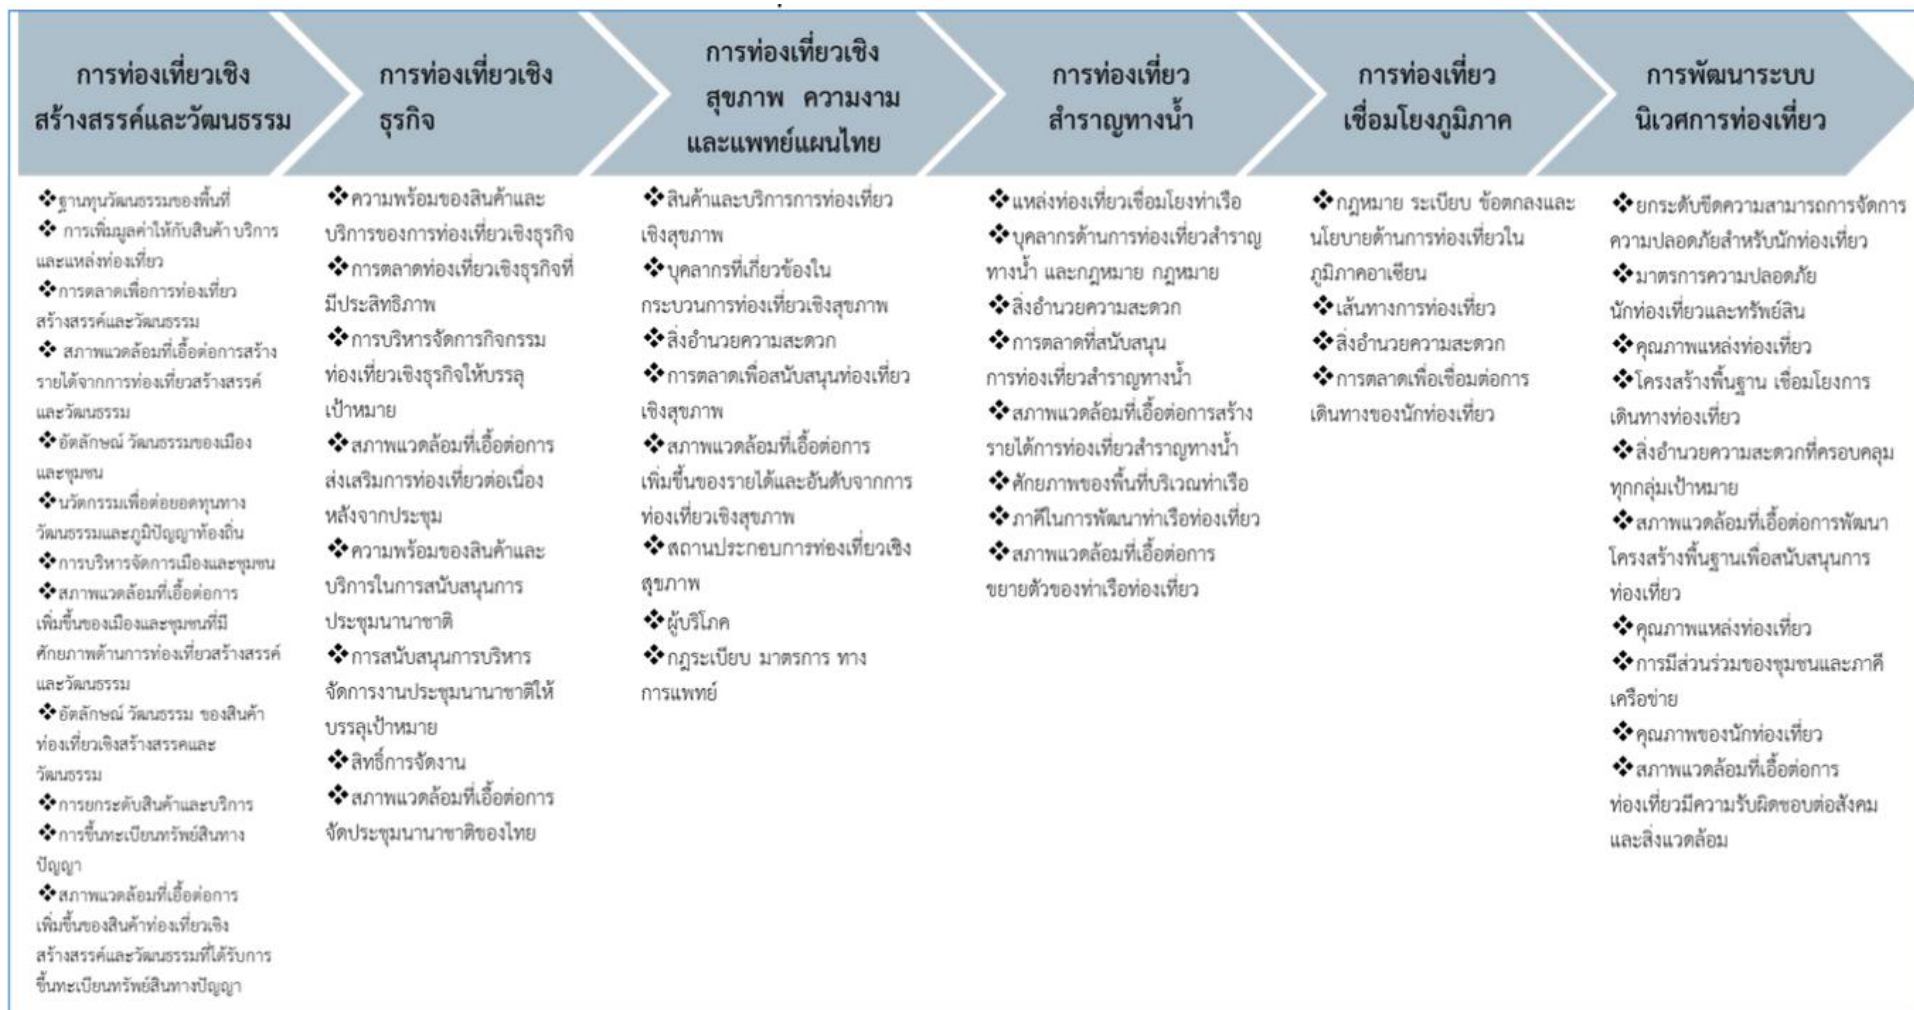 การท่องเที่ยวเชิง
สร้างสรรค์และวัฒนธรรม
❖ฐานทุนวัฒนธรรมของพื้นที่
❖ การเพิ่มมูลค่าให้กับสินค้า บริการ
และแหล่งท่องเที่ยว
❖การตลาดเพื่อการท่องเที่ยว
สร้างสรรค์และวัฒนธรรม
❖ สภาพแวดล้อมที่เอื้อต่อการสร้าง
รายได้จากการท่องเที่ยวสร้างสรรค์
และวัฒนธรรม
❖อัตลักษณ์ วัฒนธรรมของเมือง
และชุมชน
❖นวัตกรรมเพื่อต่อยอดทุนทาง
วัฒนธรรมและภูมิปัญญาท้องถิ่น
❖การบริหารจัดการเมืองและชุมชน
❖สภาพแวดล้อมที่เอื้อต่อการ
เพิ่มขึ้นของเมืองและชุมชนที่มี
ศักยภาพด้านการท่องเที่ยวสร้างสรรค์
และวัฒนธรรม
❖อัตลักษณ์ วัฒนธรรม ของสินค้า
ท่องเที่ยวเชิงสร้างสรรคและ
วัฒนธรรม
❖การยกระดับสินค้าและบริการ
❖การขึ้นทะเบียนทรัพย์สินทาง
ปัญญา
❖สภาพแวดล้อมที่เอื้อต่อการ
เพิ่มขึ้นของสินค้าท่องเที่ยวเชิง
สร้างสรรค์และวัฒนธรรมที่ได้รับการ
ขึ้นทะเบียนทรัพย์สินทางปัญญา
การท่องเที่ยวเชิง
ธุรกิจ
❖ความพร้อมของสินค้าและ
บริการของการท่องเที่ยวเชิงธุรกิจ
❖การตลาดท่องเที่ยวเชิงธุรกิจที่
มีประสิทธิภาพ
❖การบริหารจัดการกิจกรรม
ท่องเที่ยวเชิงธุรกิจให้บรรลุ
เป้าหมาย
❖สภาพแวดล้อมที่เอื้อต่อการ
ส่งเสริมการท่องเที่ยวต่อเนื่อง
หลังจากประชุม
❖ความพร้อมของสินค้าและ
บริการในการสนับสนุนการ
ประชุมนานาชาติ
❖การสนับสนุนการบริหาร
จัดการงานประชุมนานาชาติให้
บรรลุเป้าหมาย
❖สิทธิ์การจัดงาน
❖สภาพแวดล้อมที่เอื้อต่อการ
จัดประชุมนานาชาติของไทย
การท่องเที่ยวเชิง
สุขภาพ ความงาม
และแพทย์แผนไทย
❖สินค้าและบริการการท่องเที่ยว
เชิงสุขภาพ
❖บุคลากรที่เกี่ยวข้องใน
กระบวนการท่องเที่ยวเชิงสุขภาพ
❖สิ่งอำนวยความสะดวก
❖การตลาดเพื่อสนับสนุนท่องเที่ยว
เชิงสุขภาพ
❖สภาพแวดล้อมที่เอื้อต่อการ
เพิ่มขึ้นของรายได้และอันดับจากการ
ท่องเที่ยวเชิงสุขภาพ
❖สถานประกอบการท่องเที่ยวเชิง
สุขภาพ
❖ผู้บริโภค
❖กฎระเบียบ มาตรการ ทาง
การแพทย์
การท่องเที่ยว
สำราญทางน้ำ
❖แหล่งท่องเที่ยวเชื่อมโยงท่าเรือ
❖บุคลากรด้านการท่องเที่ยวสำราญ
ทางน้ำ และกฎหมาย กฎหมาย
❖สิ่งอำนวยความสะดวก
❖การตลาดที่สนับสนุน
การท่องเที่ยวสำราญทางน้ำ
❖สภาพแวดล้อมที่เอื้อต่อการสร้าง
รายได้การท่องเที่ยวสำราญทางน้ำ
❖ศักยภาพของพื้นที่บริเวณท่าเรือ
❖ภาคีในการพัฒนาท่าเรือท่องเที่ยว
❖สภาพแวดล้อมที่เอื้อต่อการ
ขยายตัวของท่าเรือท่องเที่ยว
การท่องเที่ยว
เชื่อมโยงภูมิภาค
❖กฎหมาย ระเบียบ ข้อตกลงและ
นโยบายด้านการท่องเที่ยวใน
ภูมิภาคอาเซียน
❖เส้นทางการท่องเที่ยว
❖สิ่งอำนวยความสะดวก
❖การตลาดเพื่อเชื่อมต่อการ
เดินทางของนักท่องเที่ยว
การพัฒนาระบบ
นิเวศการท่องเที่ยว
❖ยกระดับขีดความสามารถการจัดการ
ความปลอดภัยสำหรับนักท่องเที่ยว
❖มาตรการความปลอดภัย
นักท่องเที่ยวและทรัพย์สิน
❖คุณภาพแหล่งท่องเที่ยว
❖โครงสร้างพื้นฐาน เชื่อมโยงการ
เดินทางท่องเที่ยว
❖สิ่งอำนวยความสะดวกที่ครอบคลุม
ทุกกลุ่มเป้าหมาย
❖สภาพแวดล้อมที่เอื้อต่อการพัฒนา
โครงสร้างพื้นฐานเพื่อสนับสนุนการ
ท่องเที่ยว
❖คุณภาพแหล่งท่องเที่ยว
❖การมีส่วนร่วมของชุมชนและภาคี
เครือข่าย
❖คุณภาพของนักท่องเที่ยว
❖สภาพแวดล้อมที่เอื้อต่อการ
ท่องเที่ยวมีความรับผิดชอบต่อสังคม
และสิ่งแวดล้อม